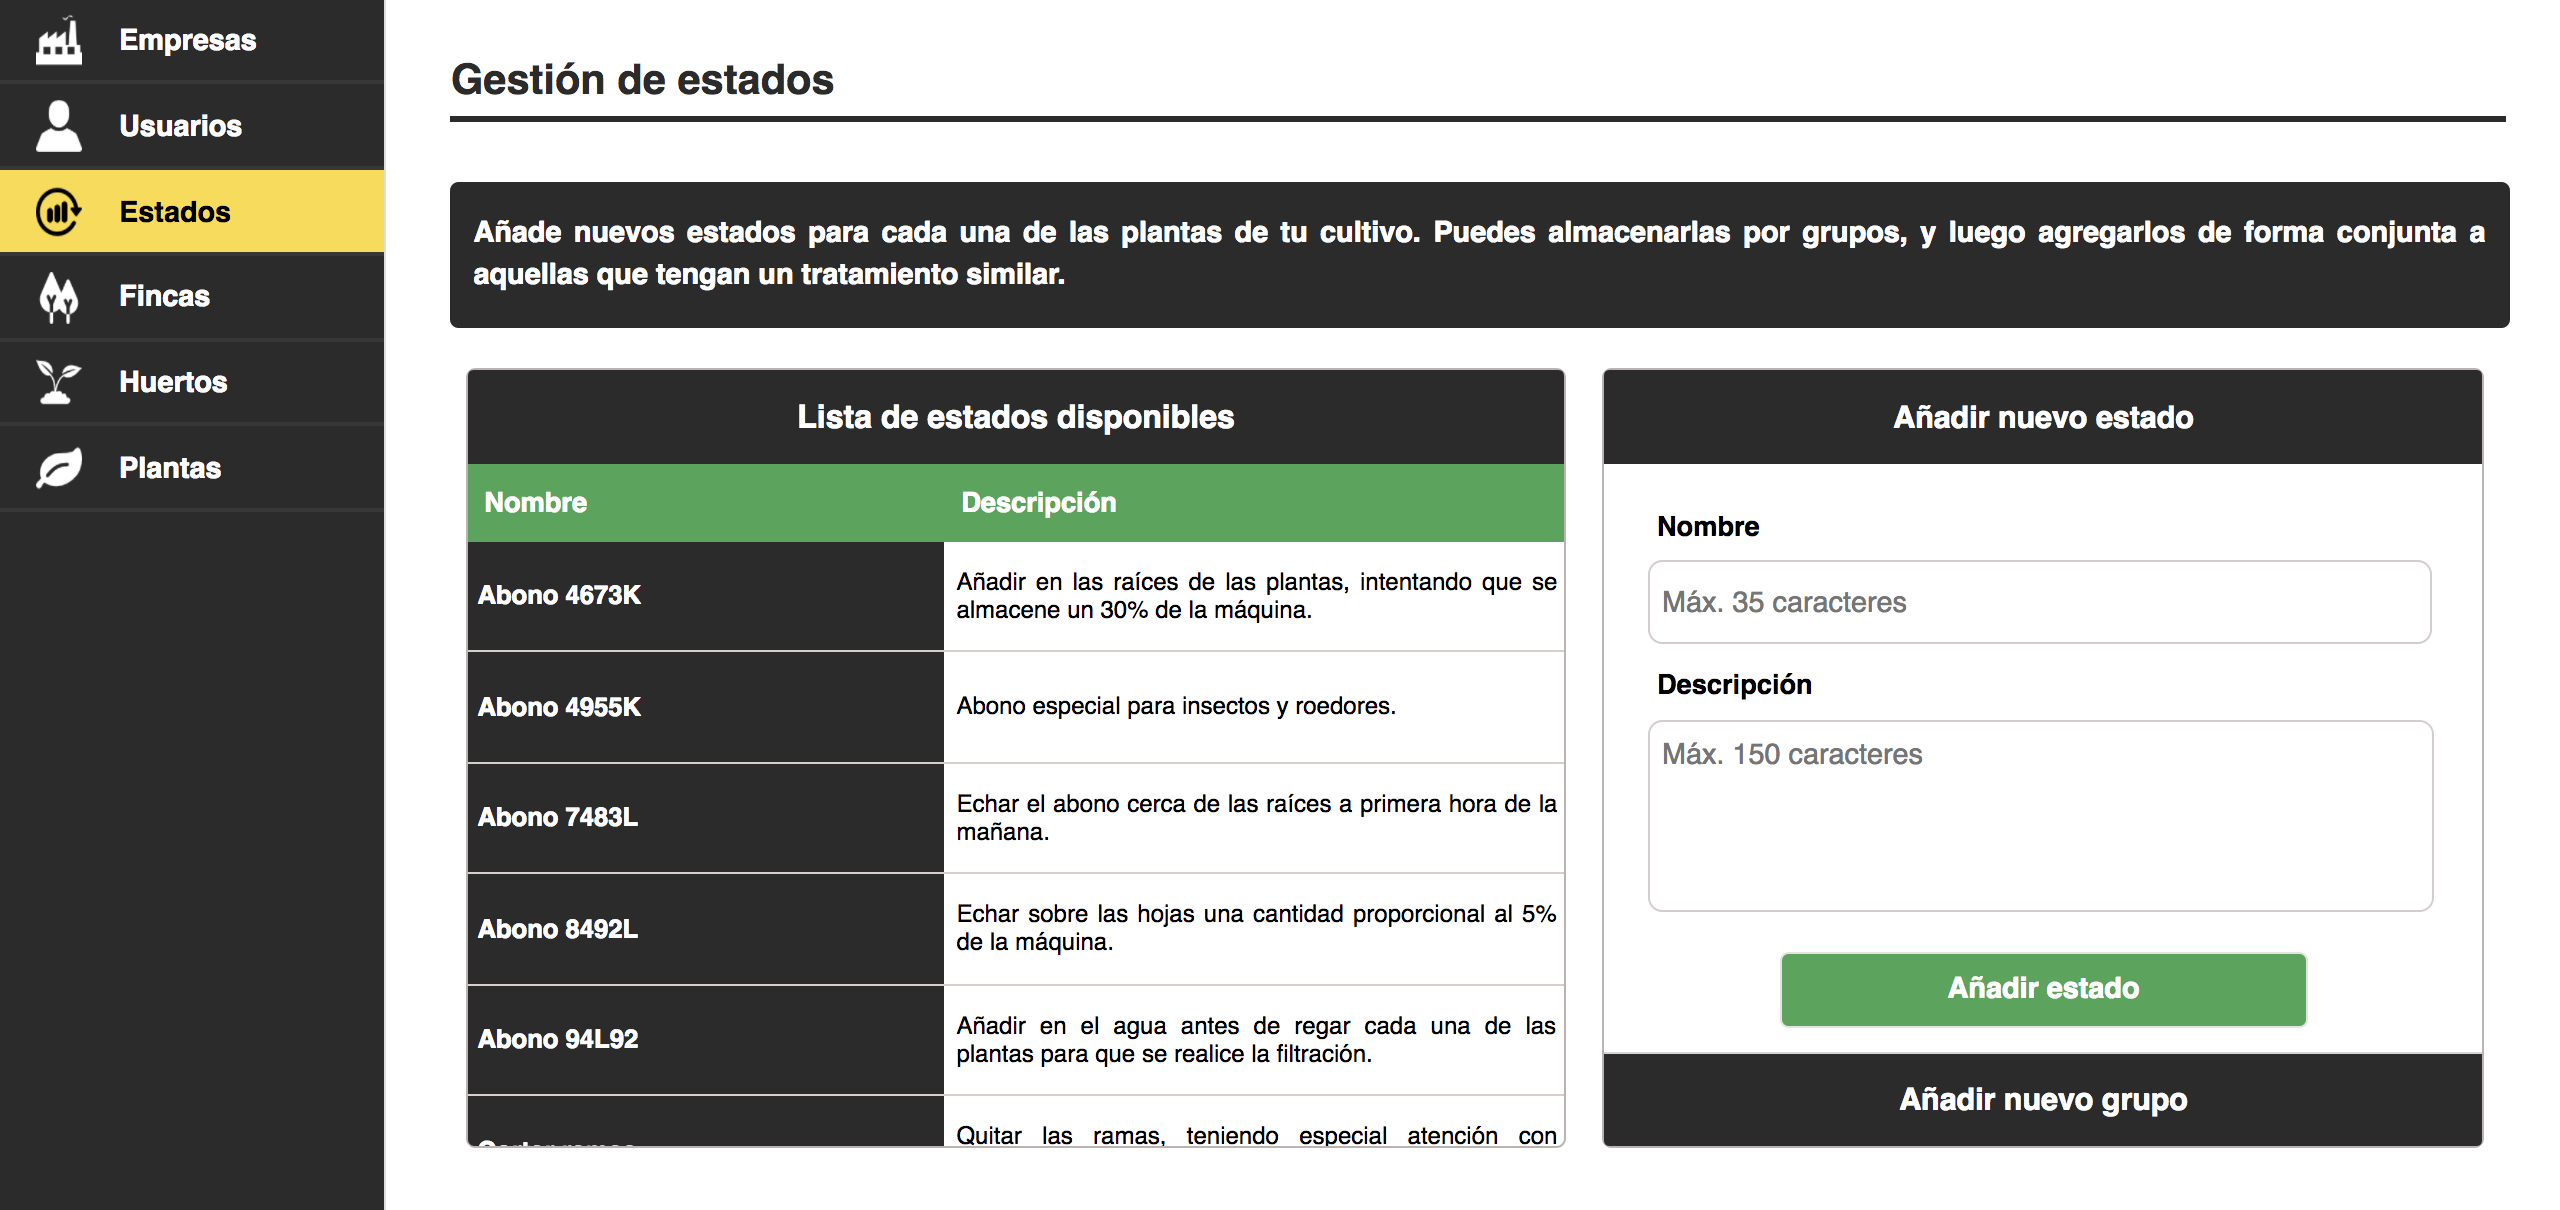 Empresas
Usuarios
Estados
Fincas
Huertos
Plantas
Gestión de estados
Añade nuevos estados para cada una de las plantas de tu cultivo. Puedes almacenarlas por grupos, y luego agregarlos de forma conjunta a
aquellas que tengan un tratamiento similar.
Lista de estados disponibles
Nombre Descripción
Abono 4673K
Añadir en las raíces de las plantas, intentando que se
almacene un 30% de la máquina.
Abono 4955K
Abono especial para insectos y roedores.
Abono 7483L
Echar el abono cerca de las raíces a primera hora de la
mañana.
Abono 8492L
Echar sobre las hojas una cantidad proporcional al 5%
de la máquina.
Abono 94L92
Añadir en el agua antes de regar cada una de las
plantas para que se realice la filtración.
Quitar las ramas, teniendo especial atención con
Añadir nuevo estado
Nombre
Máx. 35 caracteres
Descripción
Máx. 150 caracteres
Añadir estado
Añadir nuevo grupo